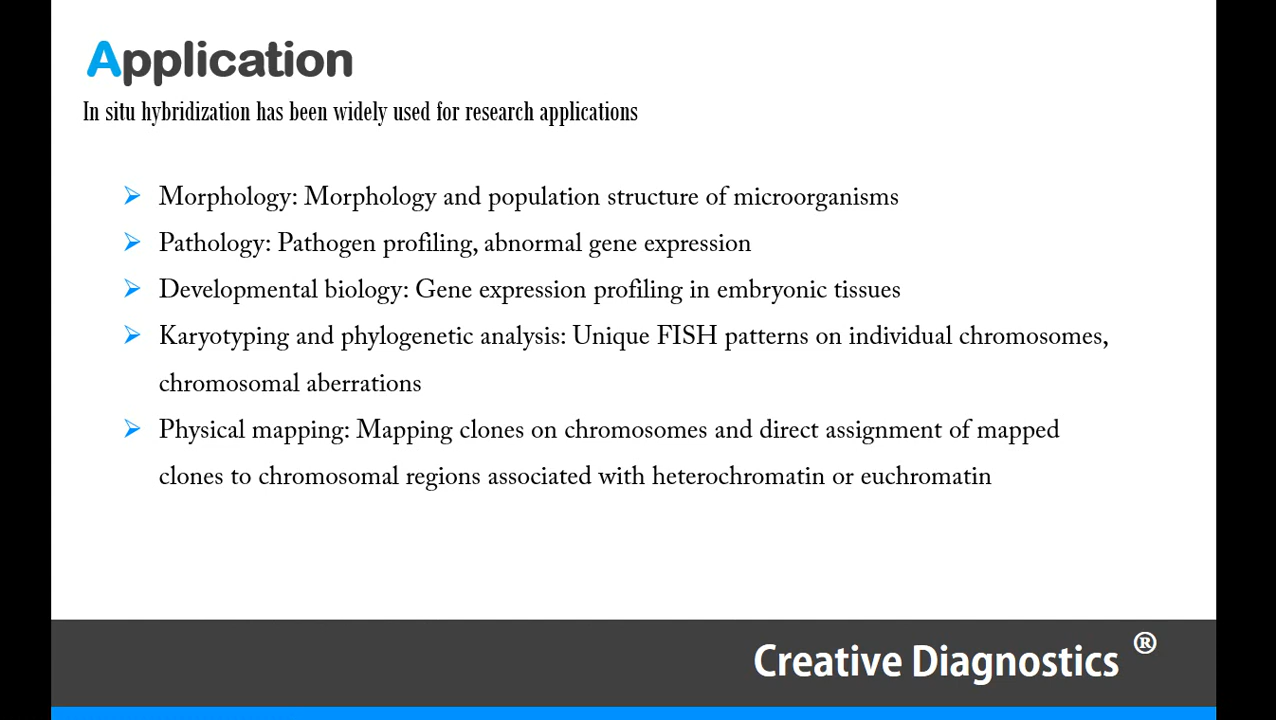 Application
In situ hybridization has been widely used for research applications
Morphology: Morphology and population structure of microorganisms
Pathology: Pathogen profiling, abnormal gene expression
Developmental biology: Gene expression profiling in embryonic tissues
Karyotyping and phylogenetic analysis: Unique FISH patterns on individual chromosomes,
chromosomal aberrations
Physical mapping: Mapping clones on chromosomes and direct assignment of mapped
clones to chromosomal regions associated with heterochromatin or euchromatin
Creative Diagnostics ®